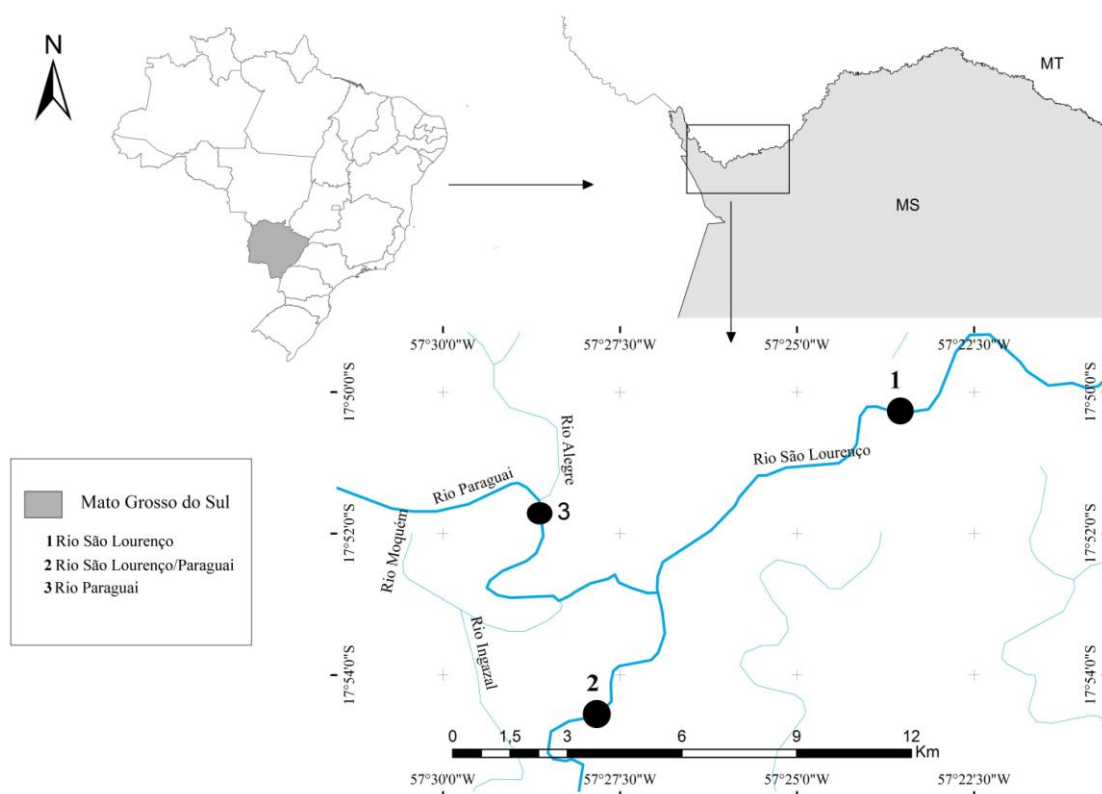 N
MT
MS
57°30'0"W 57°27'30"W 57°25'0"W 57°22'30"W
17°50'0"S 17°50'0"S
1
Rio Alegre
Rio São Lourenço
Rio Paraguai
3
Rio Moquém
17°52'0"S 17°52'0"S
Rio Ingazal
17°54'0"S 17°54'0"S
2
0 1,5 3 6 9 12
Km
57°30'0"W 57°27'30"W 57°25'0"W 57°22'30"W
Mato Grosso do Sul
1 Rio São Lourenço
2 Rio São Lourenço/Paraguai
3 Rio Paraguai